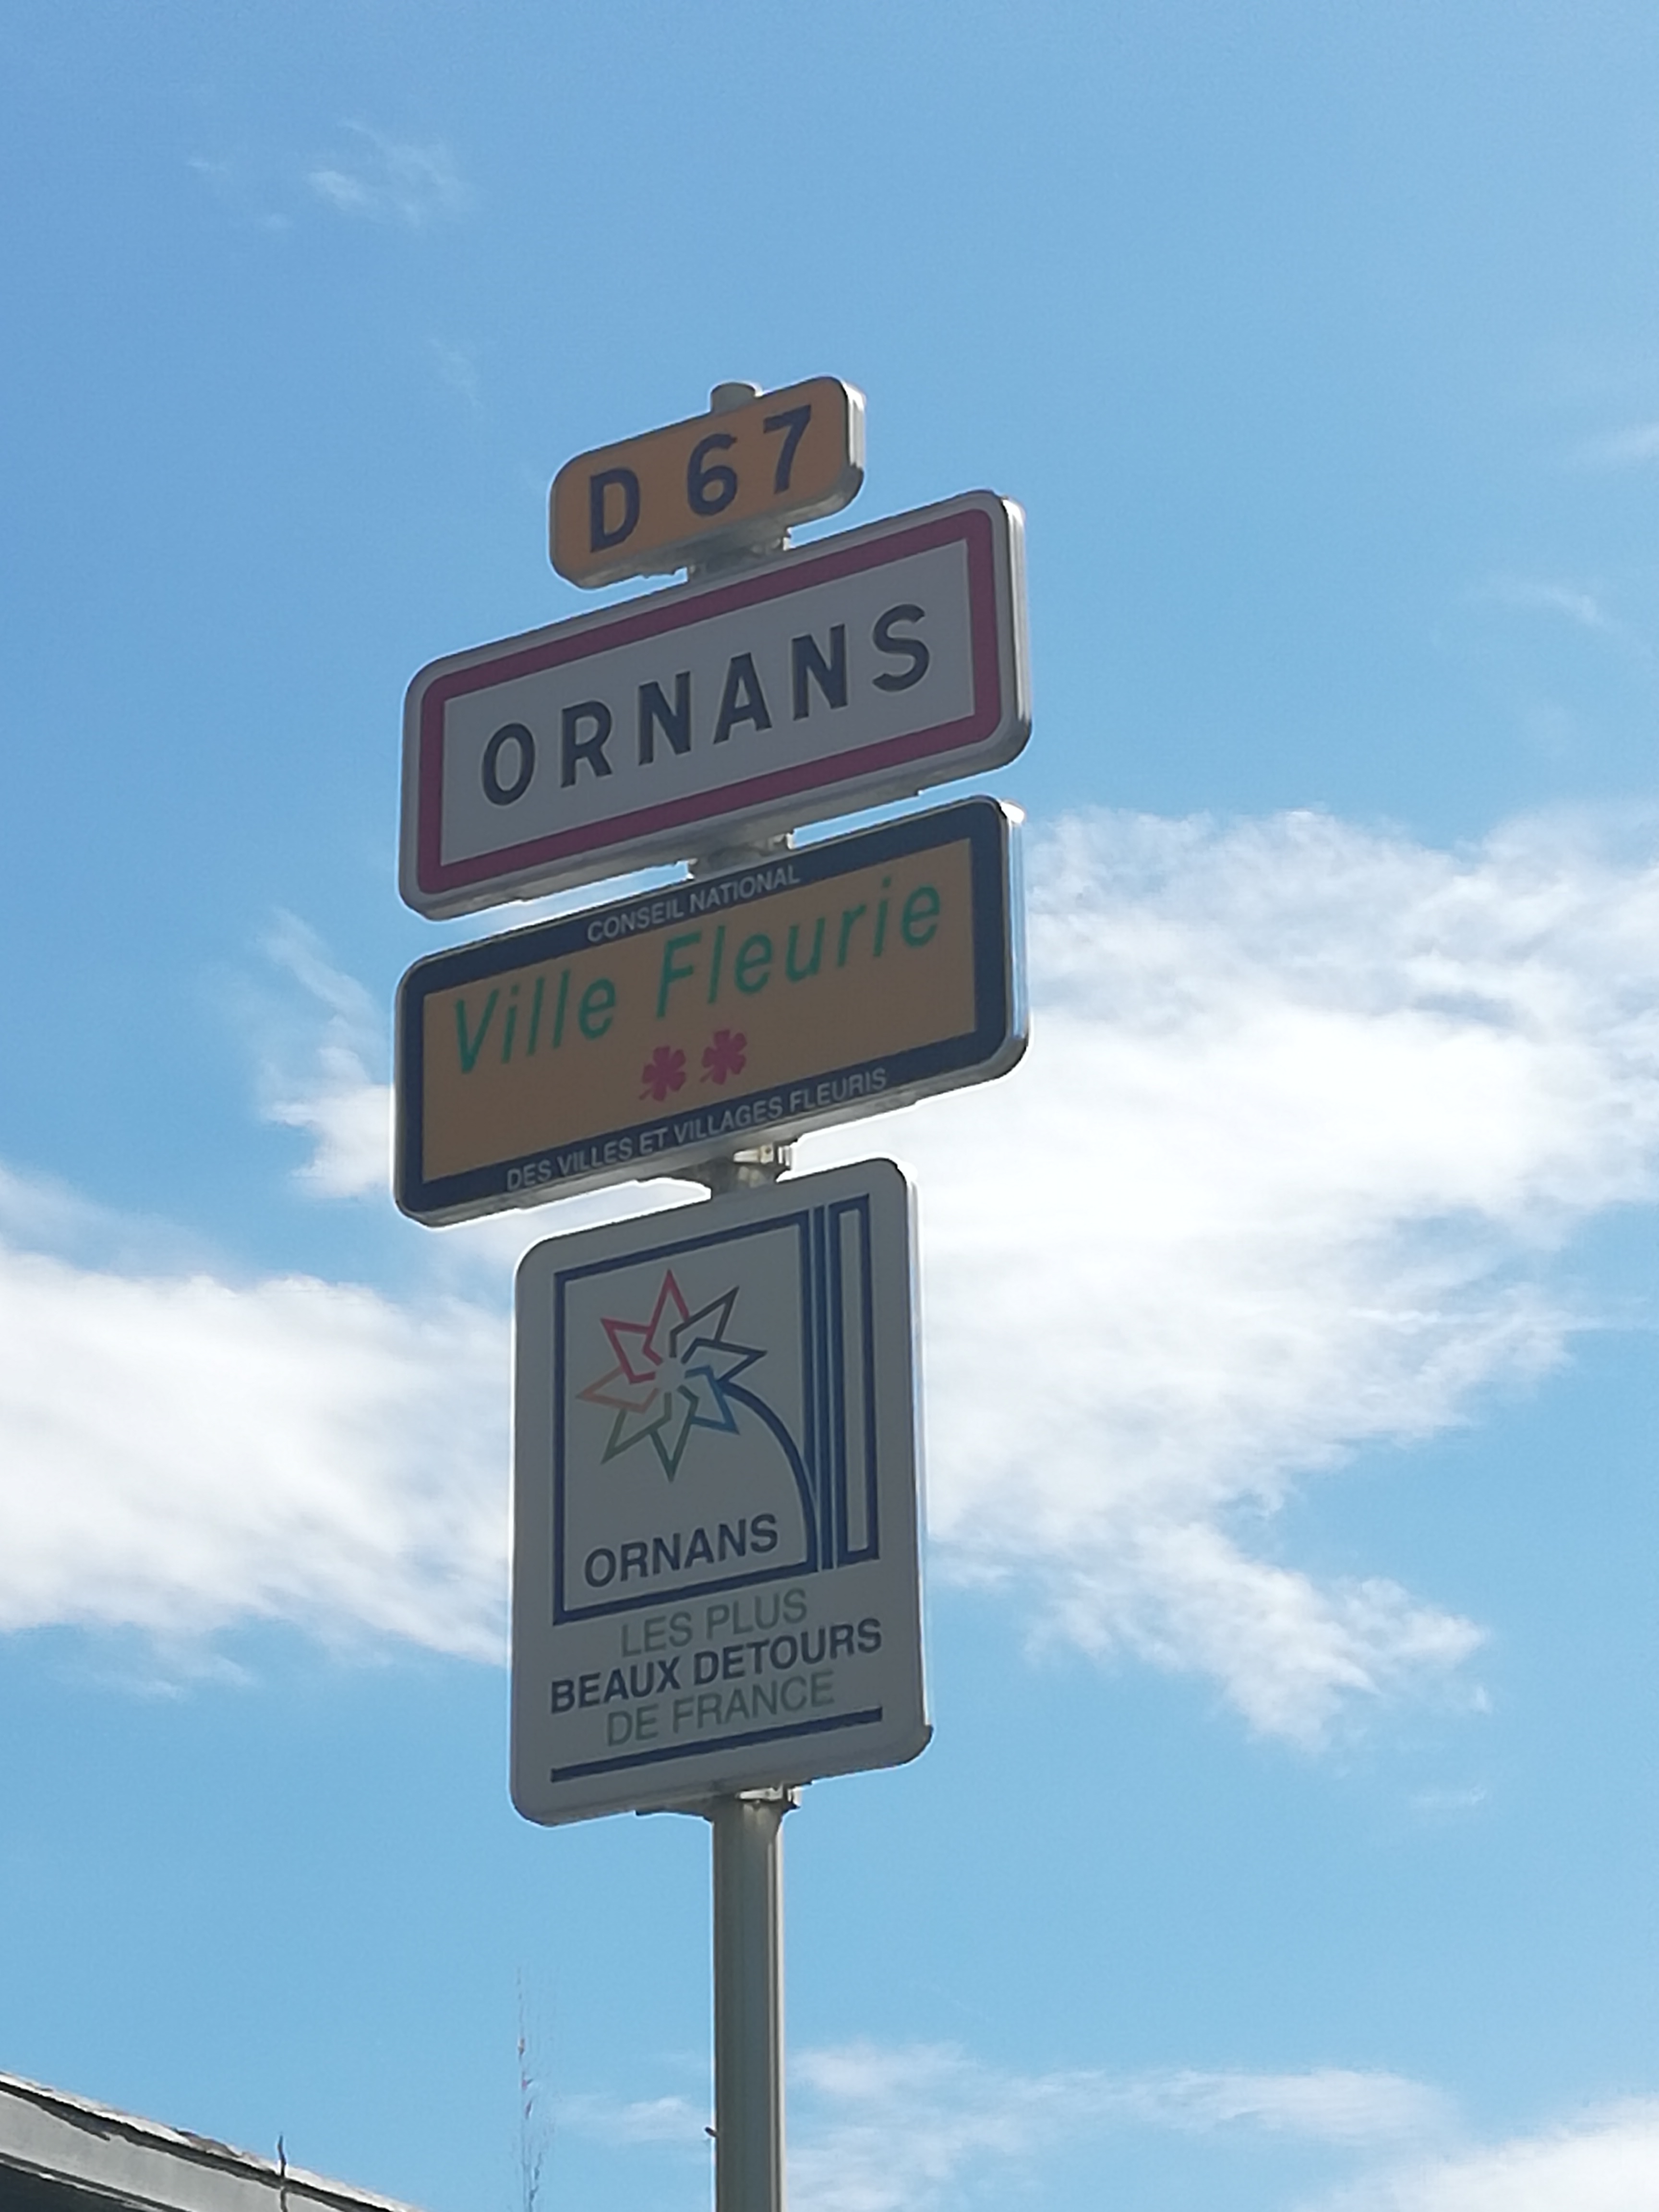 D 67
ORNANS
CONSEIL NATIONAL
Ville Fleurie
DES VILLES ET VILLAGES FLEURIS
ORNANS
LES PLUS
BEAUX DETOURS
DE FRANCE